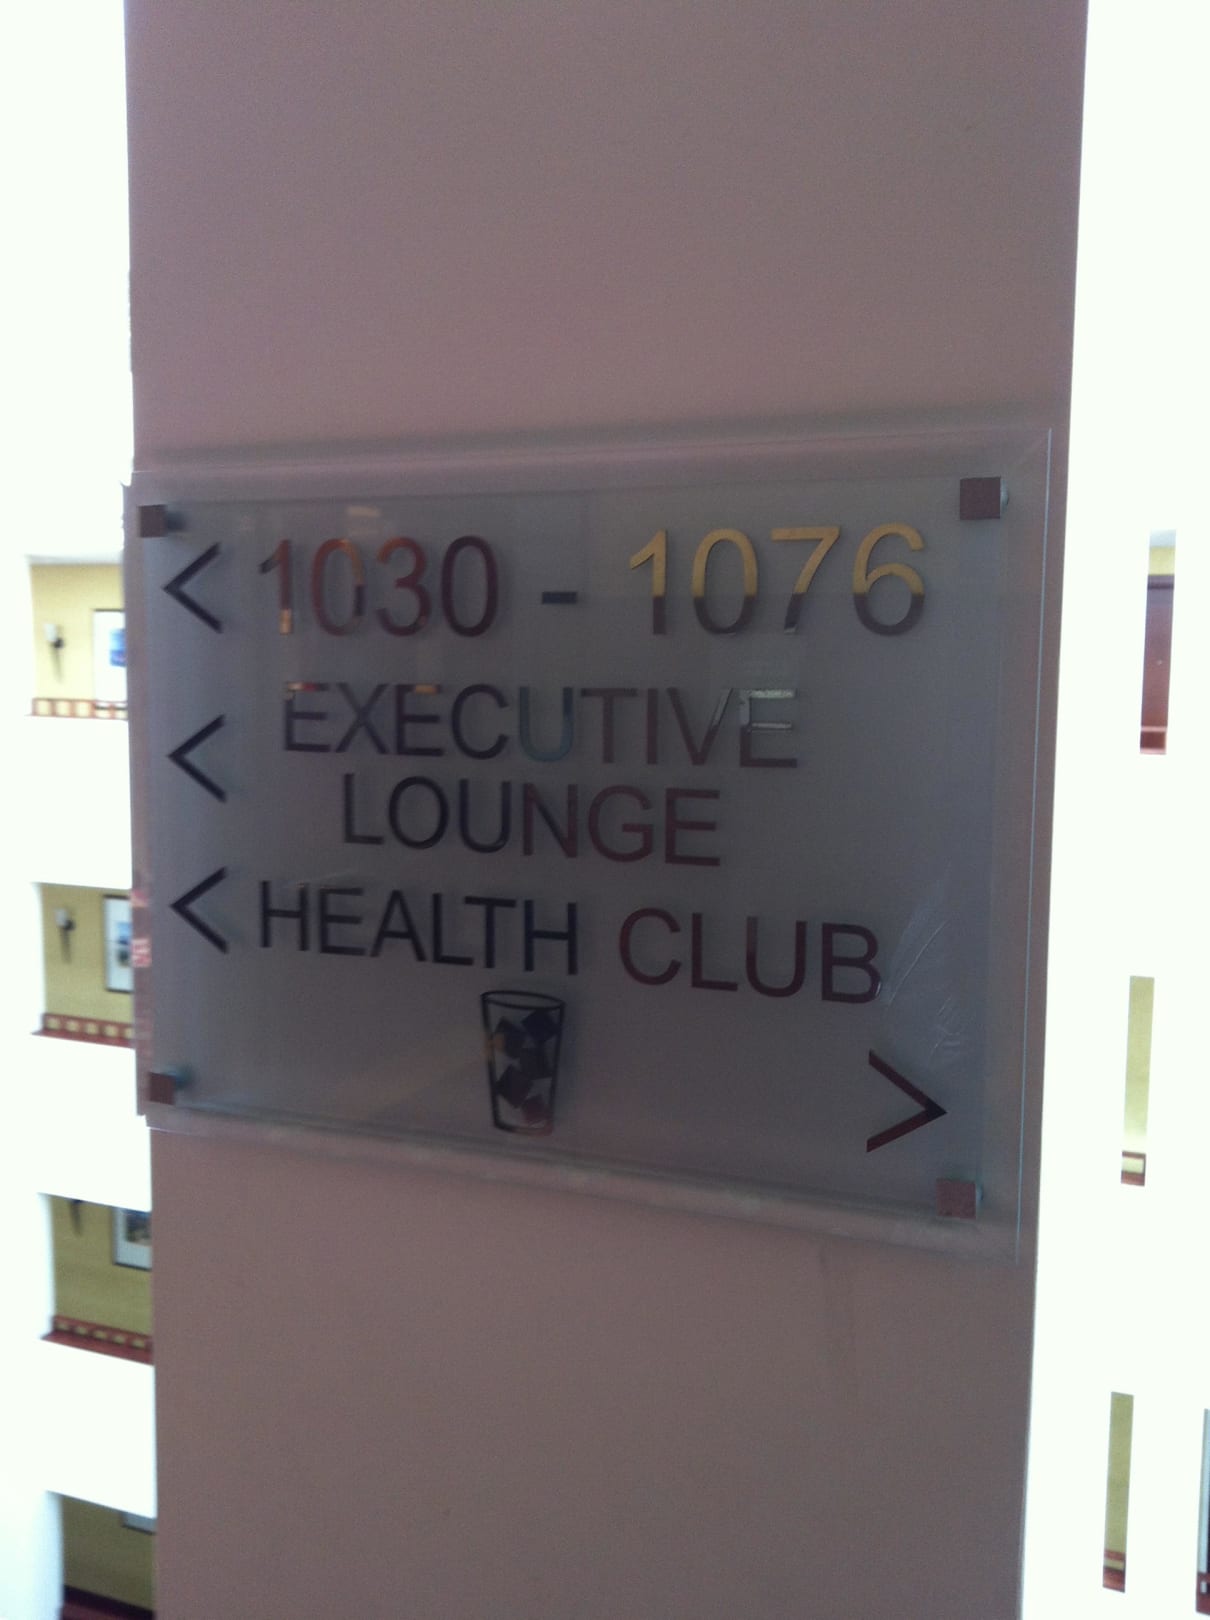 < 1030 - 1076
EXECUTIVE
< LOUNGE
< HEALTH CLUB
>